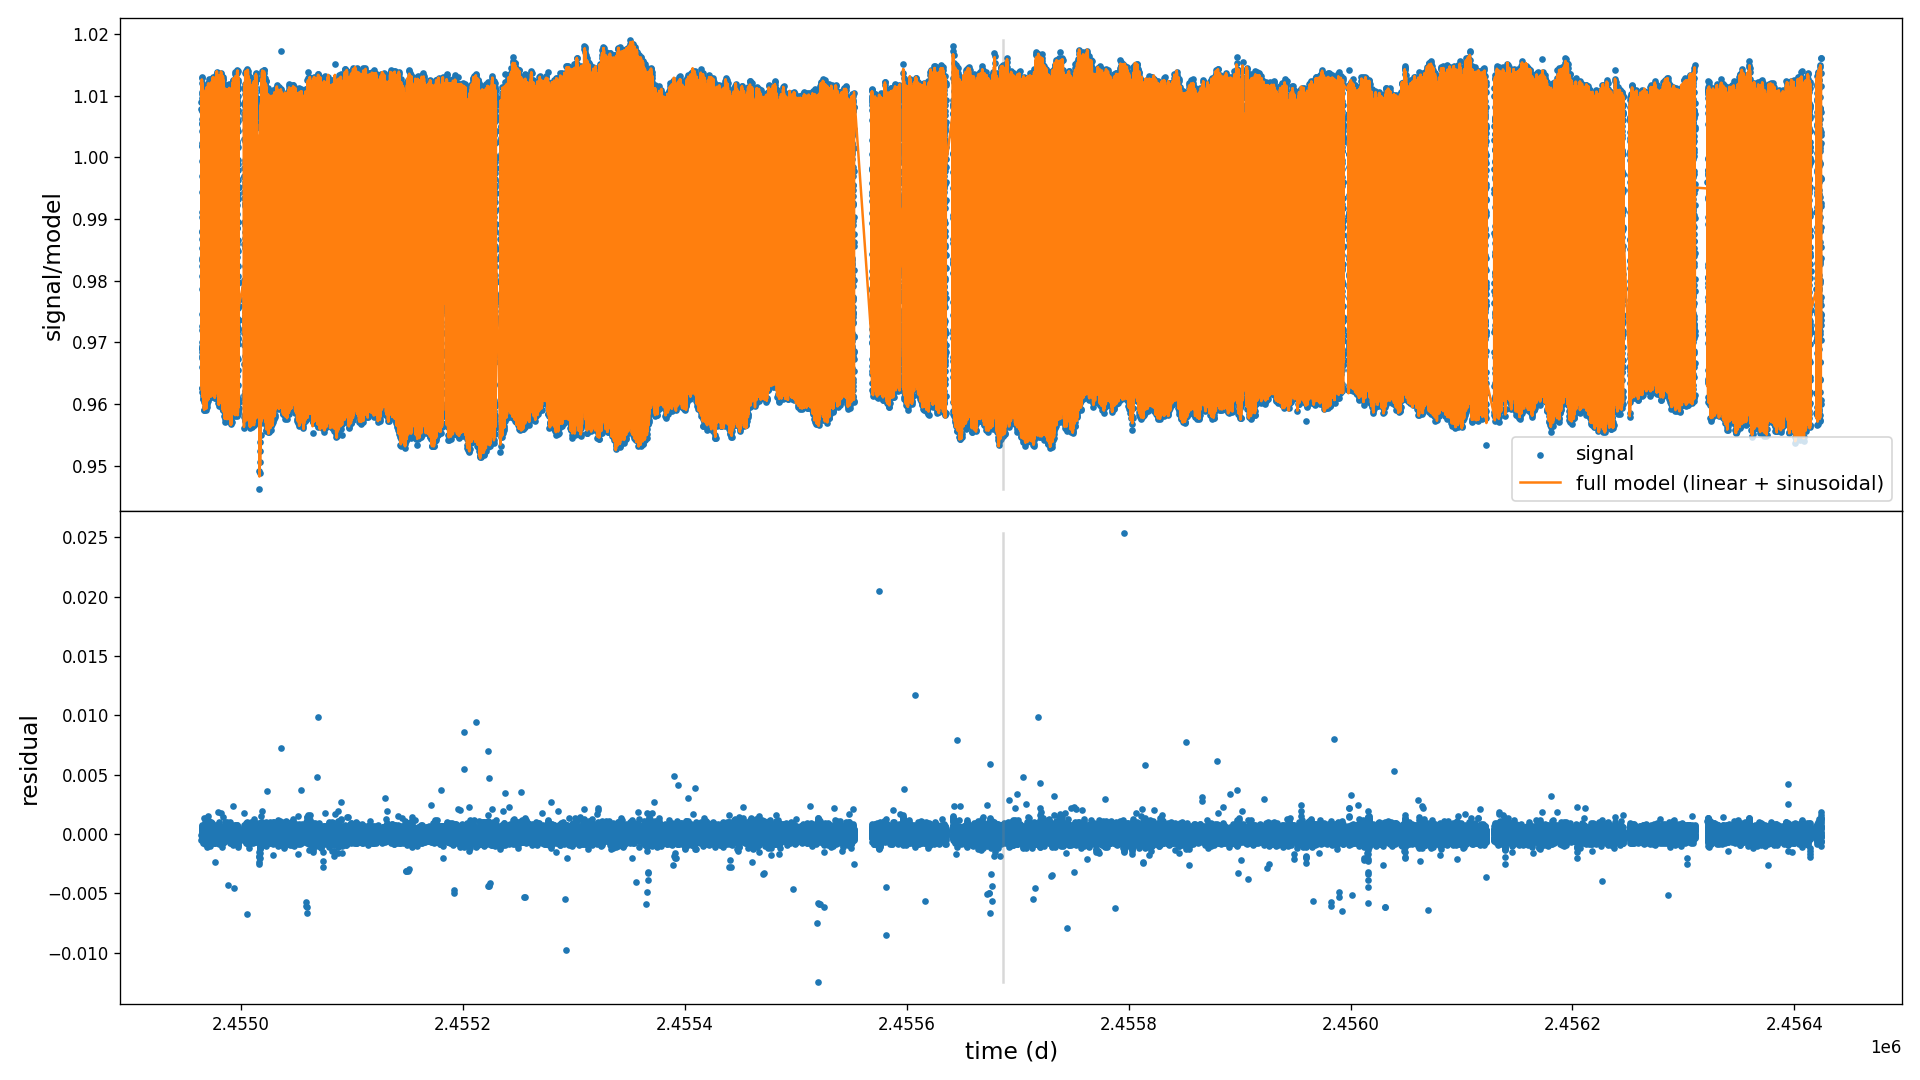 1.02
1.01
1.00
0.99
0.98
0.97
0.96
0.95
signal/model
signal
full model (linear + sinusoidal)
0.025
0.020
0.015
0.010
0.005
0.000
−0.005
−0.010
residual
2.4550 2.4552 2.4554 2.4556 2.4558 2.4560 2.4562 2.4564
1e6
time (d)